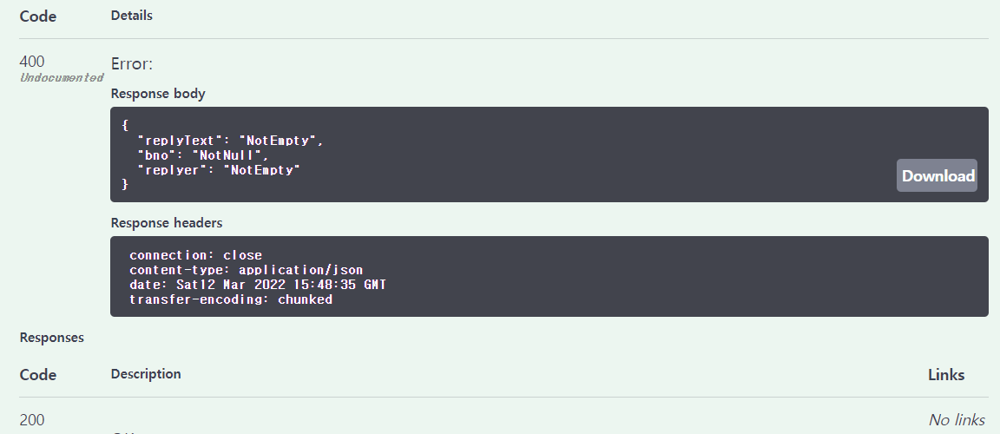 Code Details
400 Error:
Undocumented
Response body
{
"replyText": "NotEmpty",
"bno": "NotNull",
"replyer": "NotEmpty"
}
Download
Response headers
connection: close
content-type: application/json
date: Sat12 Mar 2022 15:48:35 GMT
transfer-encoding: chunked
Responses
Code Description Links
200 No links